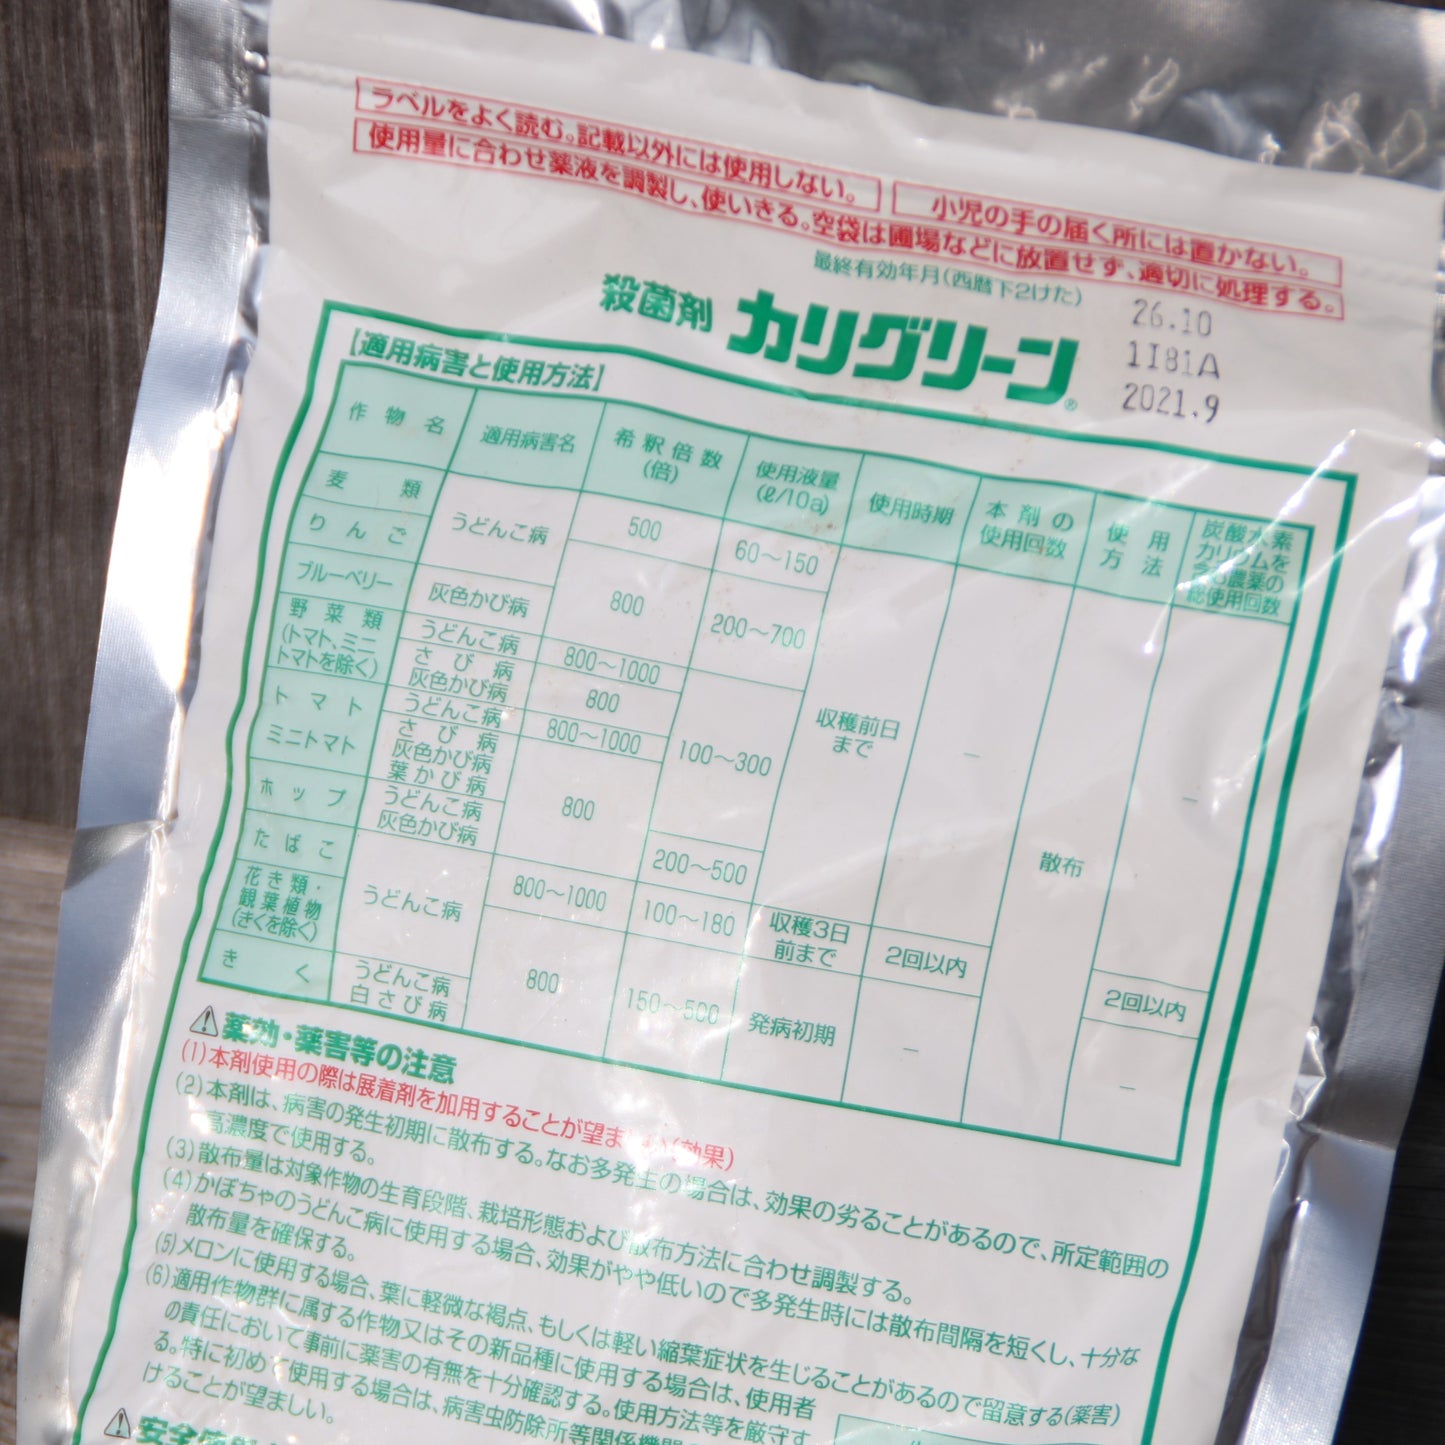 ラベルをよく読む。記載以外には使用しない。 小児の手の届く所には置かない。
使用量に合わせ薬液を調製し、使いきる。空袋は圃場などに放置せず、適切に処理する。
最終有効年月(西暦下2けた)
26.10
殺菌剤 カリグリーン®
1I81A
2021.9
【適用病害と使用方法】
作物名 適用病害名 希釈倍数(倍) 使用液量(ℓ/10a) 使用時期 本剤の使用回数 使用方法 炭酸水素カリウムを含む農薬の総使用回数
麦類 うどんこ病 500 60～150 収穫前日まで － 散布 －
りんご 800 200～700
ブルーベリー 灰色かび病
野菜類(トマト、ミニトマトを除く) うどんこ病 800～1000 100～300
さび病 灰色かび病 800
トマト ミニトマト うどんこ病 800～1000
さび病 灰色かび病 葉かび病 800
ホップ うどんこ病 灰色かび病 200～500
たばこ うどんこ病 800～1000 100～180 収穫3日前まで 2回以内 2回以内
花き類・観葉植物(きくを除く) 800 150～500 発病初期 － －
きく うどんこ病 白さび病
薬効・薬害等の注意
(1)本剤使用の際は展着剤を加用することが望ましい(効果)
(2)本剤は、病害の発生初期に散布する。なお多発生の場合は、効果の劣ることがあるので、所定範囲の
高濃度で使用する。
(3)散布量は対象作物の生育段階、栽培形態および散布方法に合わせ調製する。
(4)かぼちゃのうどんこ病に使用する場合、効果がやや低いので多発生時には散布間隔を短くし、十分な
散布量を確保する。
(5)メロンに使用する場合、葉に軽微な褐点、もしくは軽い縮葉症状を生じることがあるので留意する(薬害)
(6)適用作物群に属する作物又はその新品種に使用する場合は、使用者
の責任において事前に薬害の有無を十分確認する。使用方法等を厳守す
る。特に初めて使用する場合は、病害虫防除所等関係機関
けることが望ましい。
安全